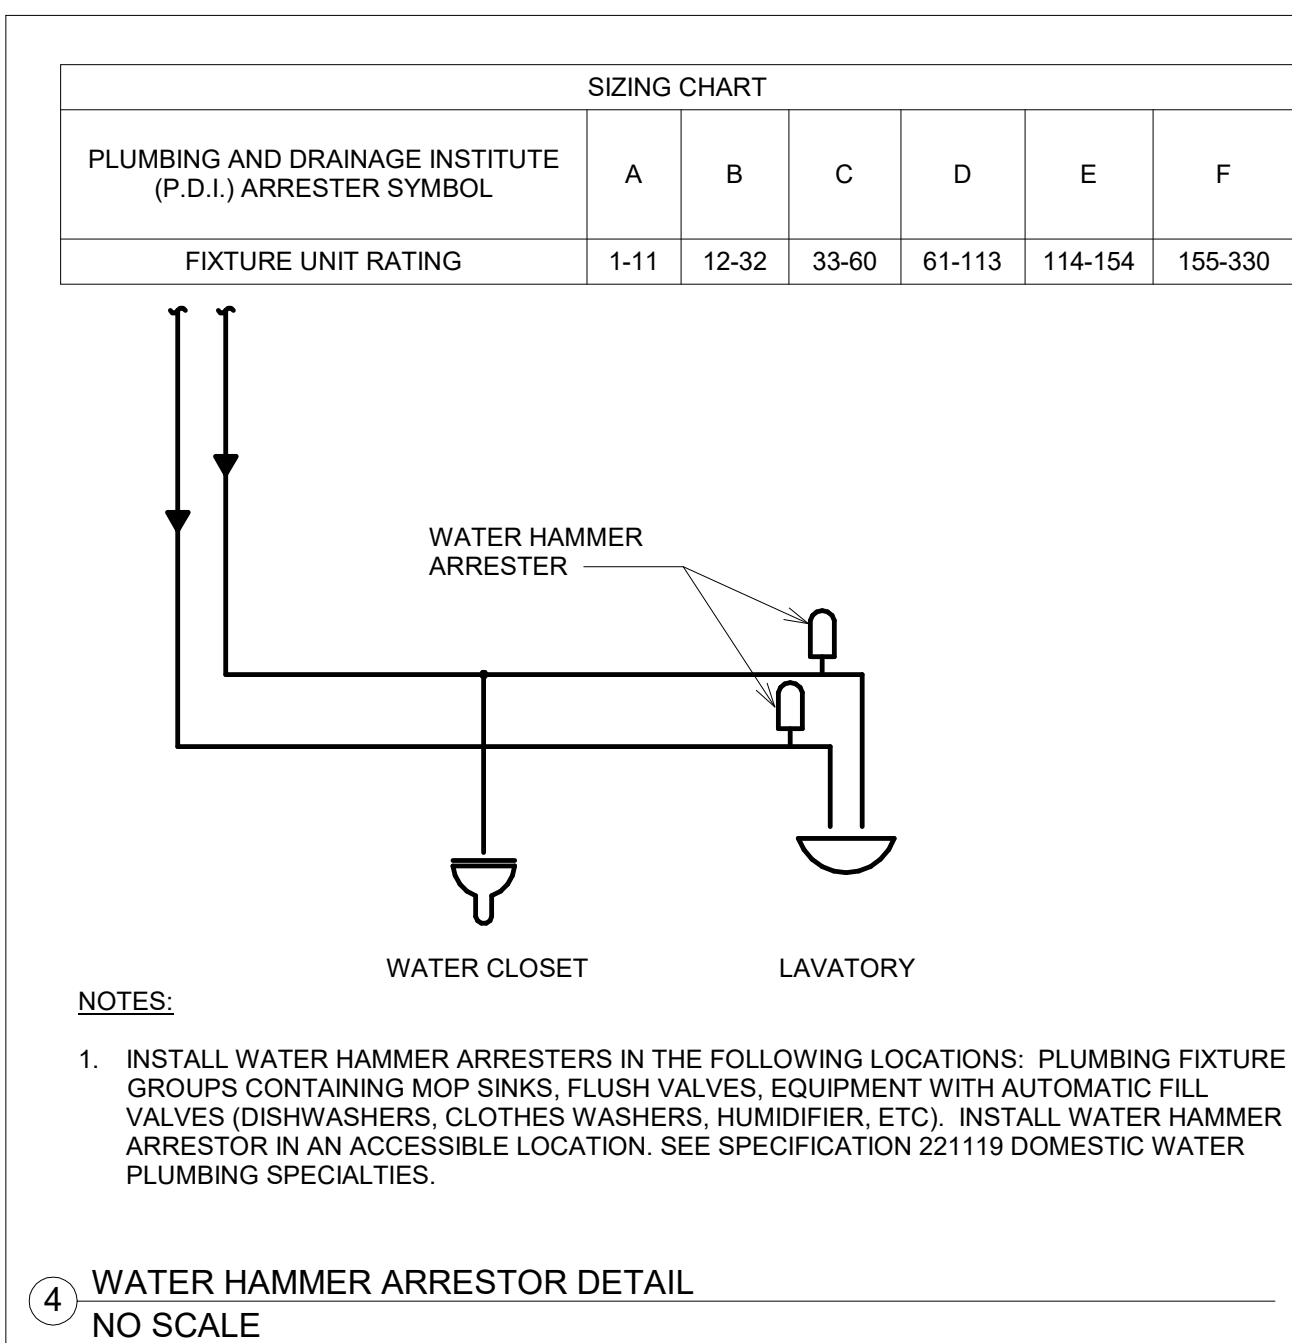 SIZING CHART
PLUMBING AND DRAINAGE INSTITUTE
(P.D.I.) ARRESTER SYMBOL
A B C D E F
FIXTURE UNIT RATING 1-11 12-32 33-60 61-113 114-154 155-330
WATER HAMMER
ARRESTER
WATER CLOSET LAVATORY
NOTES:
1. INSTALL WATER HAMMER ARRESTERS IN THE FOLLOWING LOCATIONS: PLUMBING FIXTURE
GROUPS CONTAINING MOP SINKS, FLUSH VALVES, EQUIPMENT WITH AUTOMATIC FILL
VALVES (DISHWASHERS, CLOTHES WASHERS, HUMIDIFIER, ETC). INSTALL WATER HAMMER
ARRESTOR IN AN ACCESSIBLE LOCATION. SEE SPECIFICATION 221119 DOMESTIC WATER
PLUMBING SPECIALTIES.
4 WATER HAMMER ARRESTOR DETAIL
NO SCALE